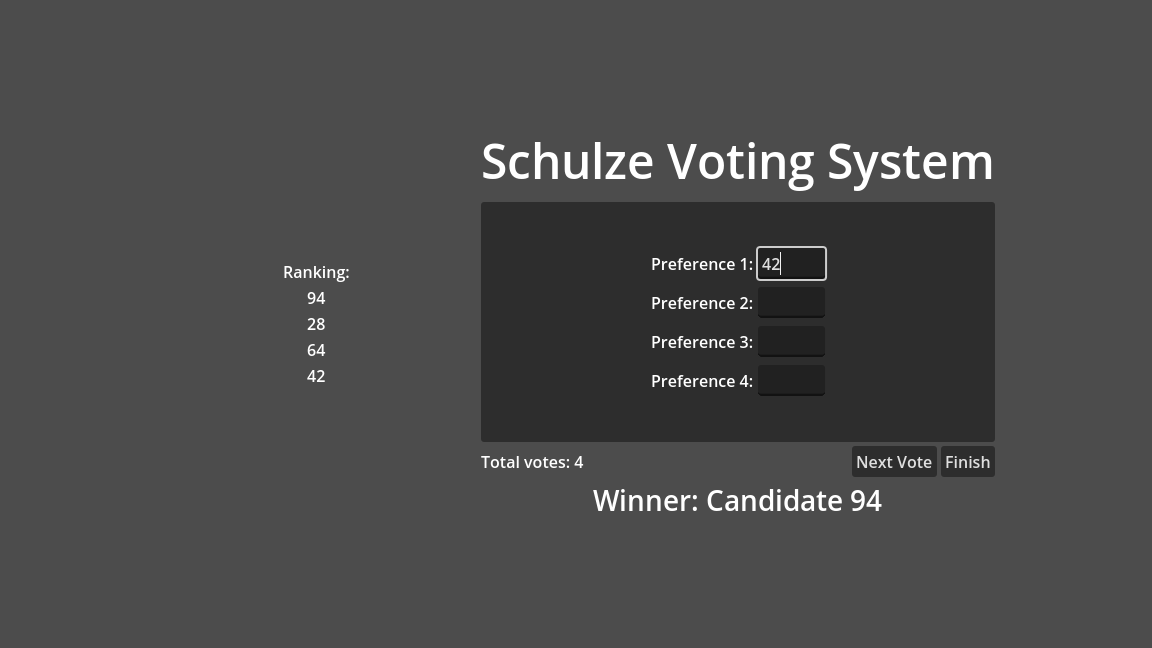 Schulze Voting System
Ranking:
94
28
64
42
Preference 1: 42
Preference 2:
Preference 3:
Preference 4:
Total votes: 4
Next Vote
Finish
Winner: Candidate 94